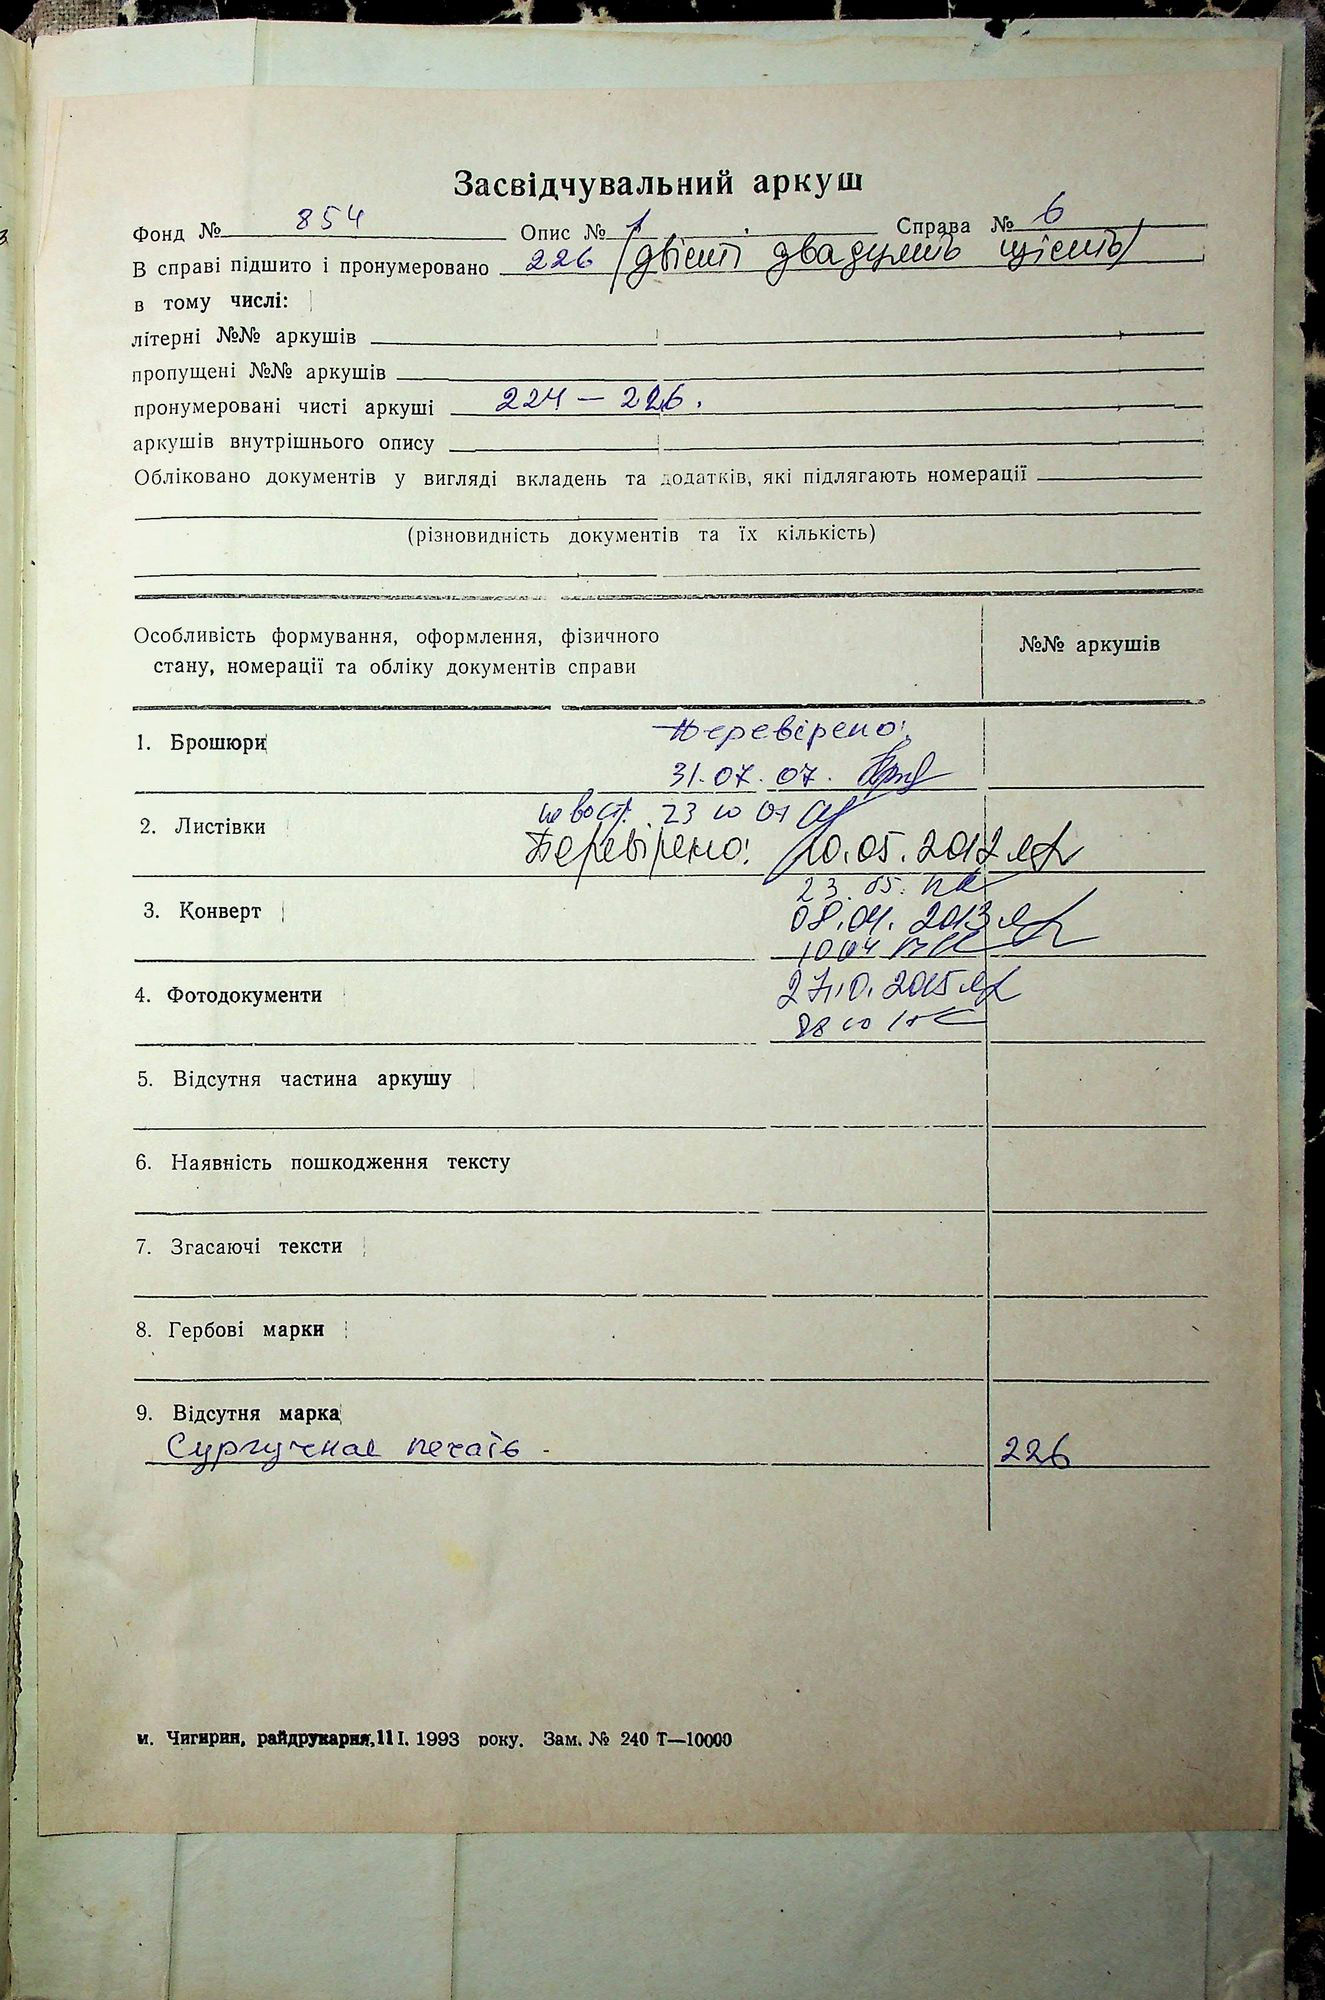 Засвідчувальний аркуш
Фонд № 854 Опис № 1 Справа № 6
В справі підшито і пронумеровано 226 (двісті двадцять шість)
в тому числі:
літерні №№ аркушів
пропущені №№ аркушів
пронумеровані чисті аркуші 224 — 226.
аркушів внутрішнього опису
Обліковано документів у вигляді вкладень та додатків, які підлягають номерації
(різновидність документів та їх кількість)
Особливість формування, оформлення, фізичного
стану, номерації та обліку документів справи
№№ аркушів
Перевірено:
1. Брошюри
31.07.07.
23
2. Листівки
Перевірено: 10.05.2012
23.05.
3. Конверт
08.04.2013
4. Фотодокументи
2015
5. Відсутня частина аркушу
6. Наявність пошкодження тексту
7. Згасаючі тексти
8. Гербові марки
9. Відсутня марка
Сургучная печать - 226
м. Чигирин, райдрукарня, 11 I. 1993 року. Зам. № 240 Т—10000